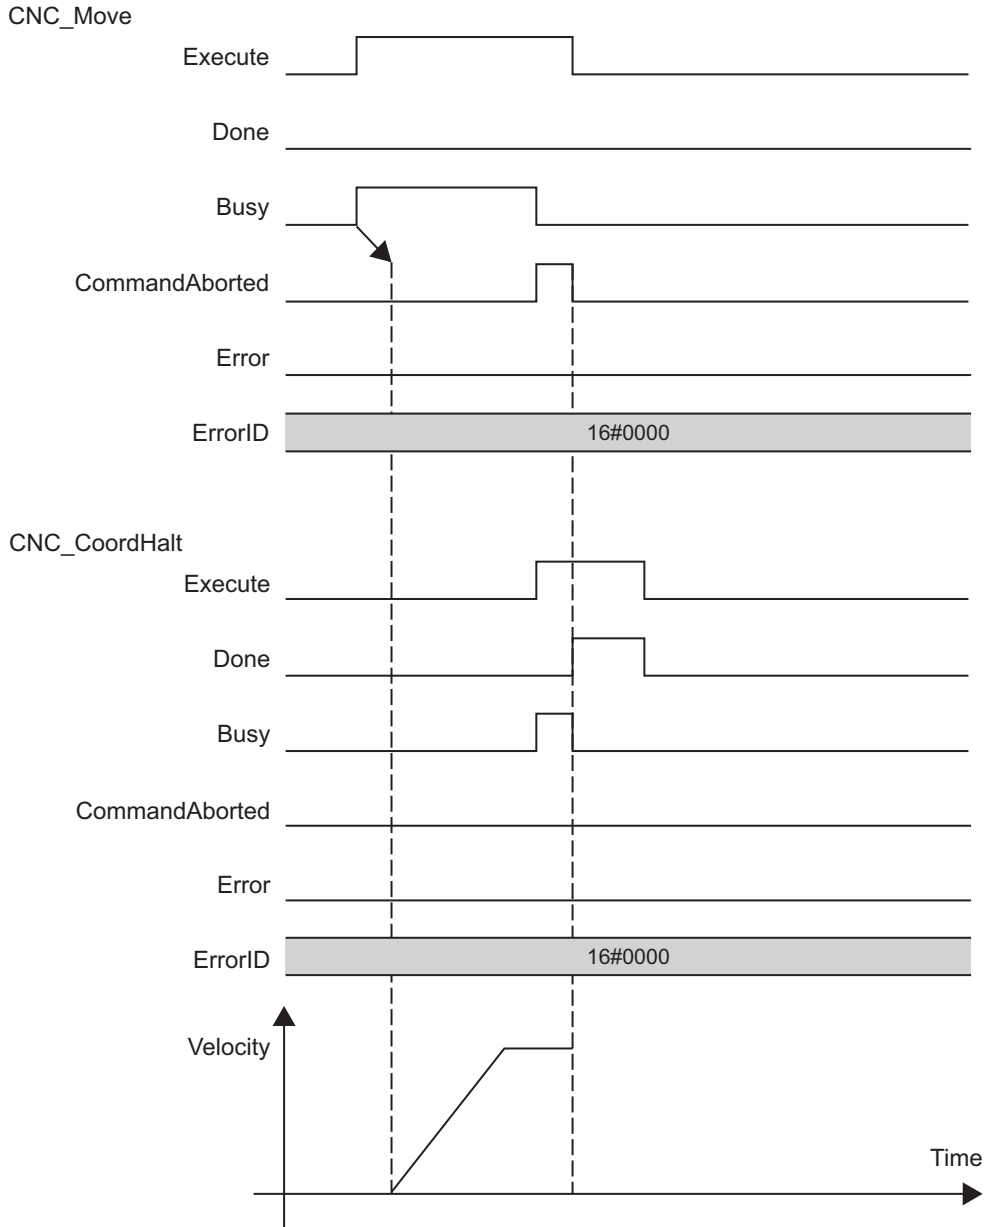 CNC_Move
Execute
Done
Busy
CommandAborted
Error
ErrorID
16#0000
CNC_CoordHalt
Execute
Done
Busy
CommandAborted
Error
ErrorID
16#0000
Velocity
Time